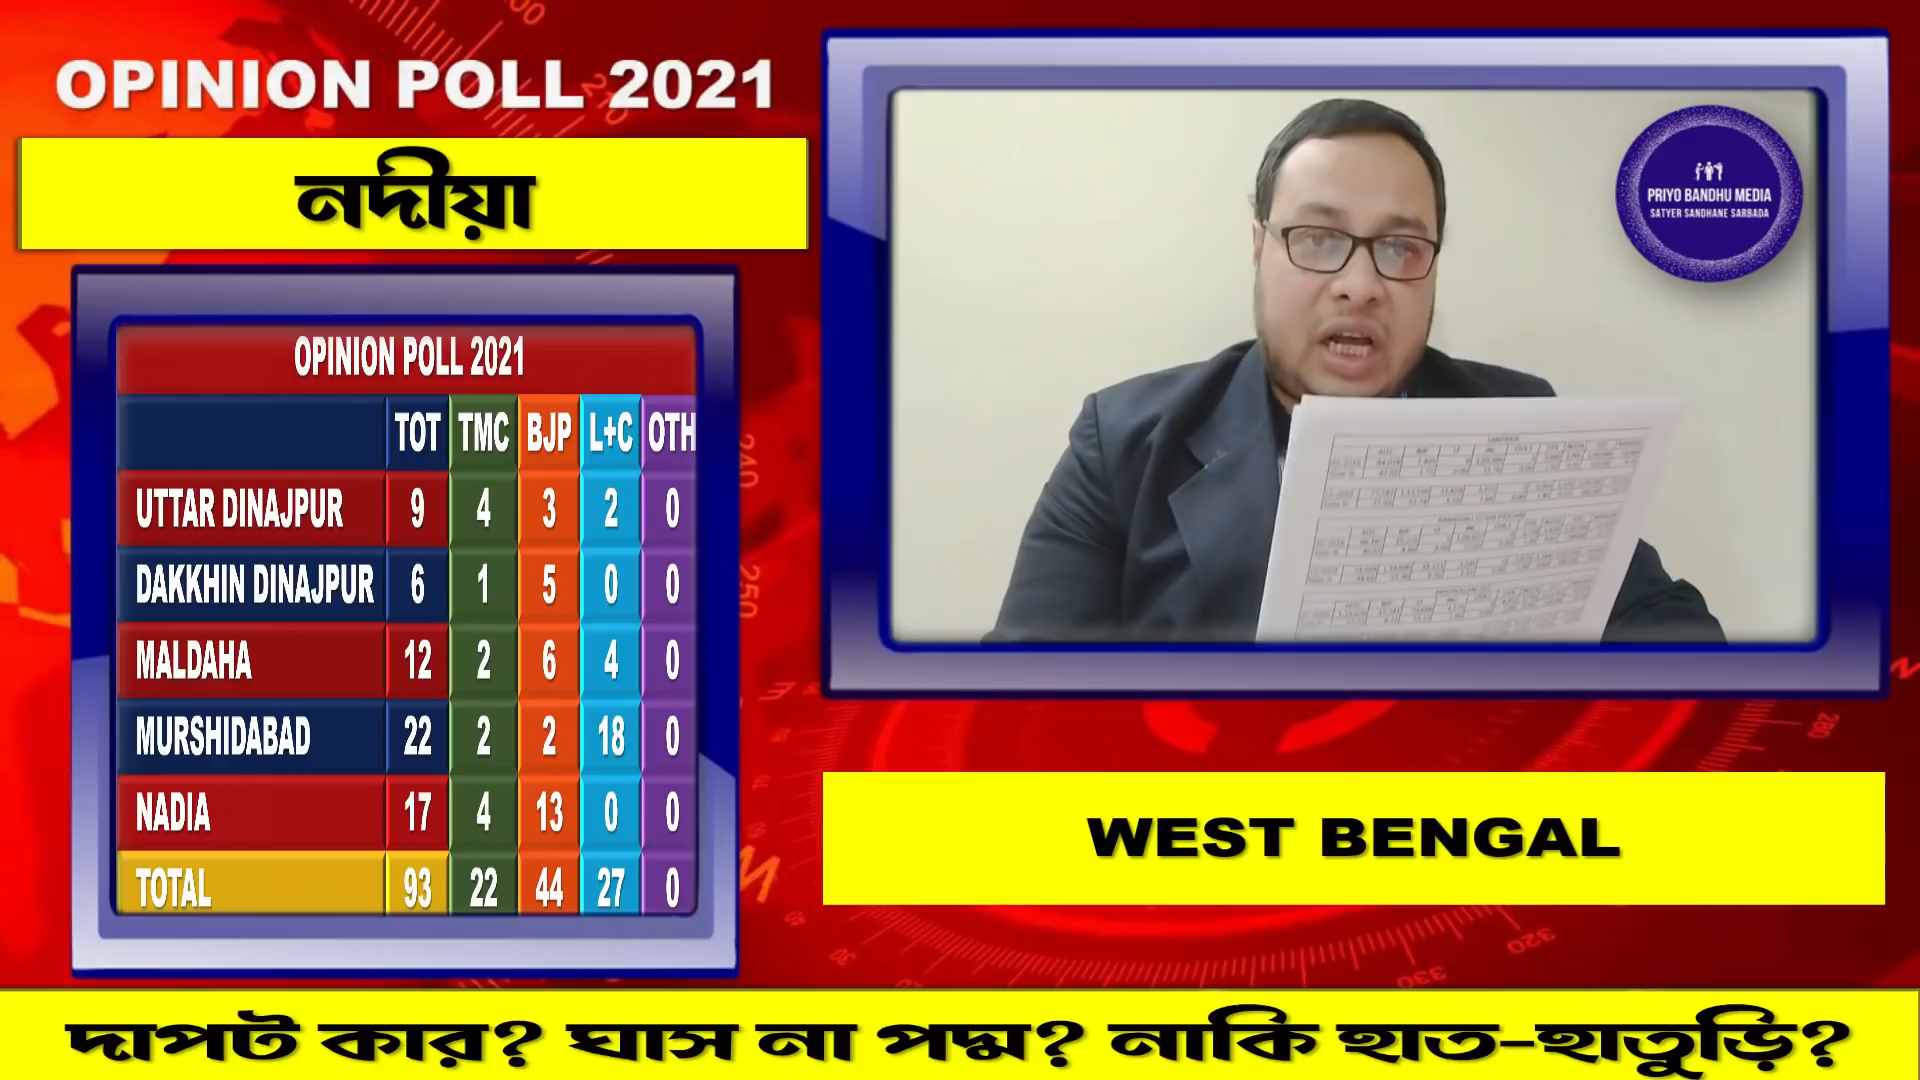 OPINION POLL 2021
নদীয়া
OPINION POLL 2021
TOT TMC BJP L+C OTH
UTTAR DINAJPUR 9 4 3 2 0
DAKKHIN DINAJPUR 6 1 5 0 0
MALDAHA 12 2 6 4 0
MURSHIDABAD 22 2 2 18 0
NADIA 17 4 13 0 0
TOTAL 93 22 44 27 0
PRIYO BANDHU MEDIA
SATYER SANDHANE SARBADA
WEST BENGAL
দাপট কার? ঘাস না পদ্ম? নাকি হাত-হাতুড়ি?